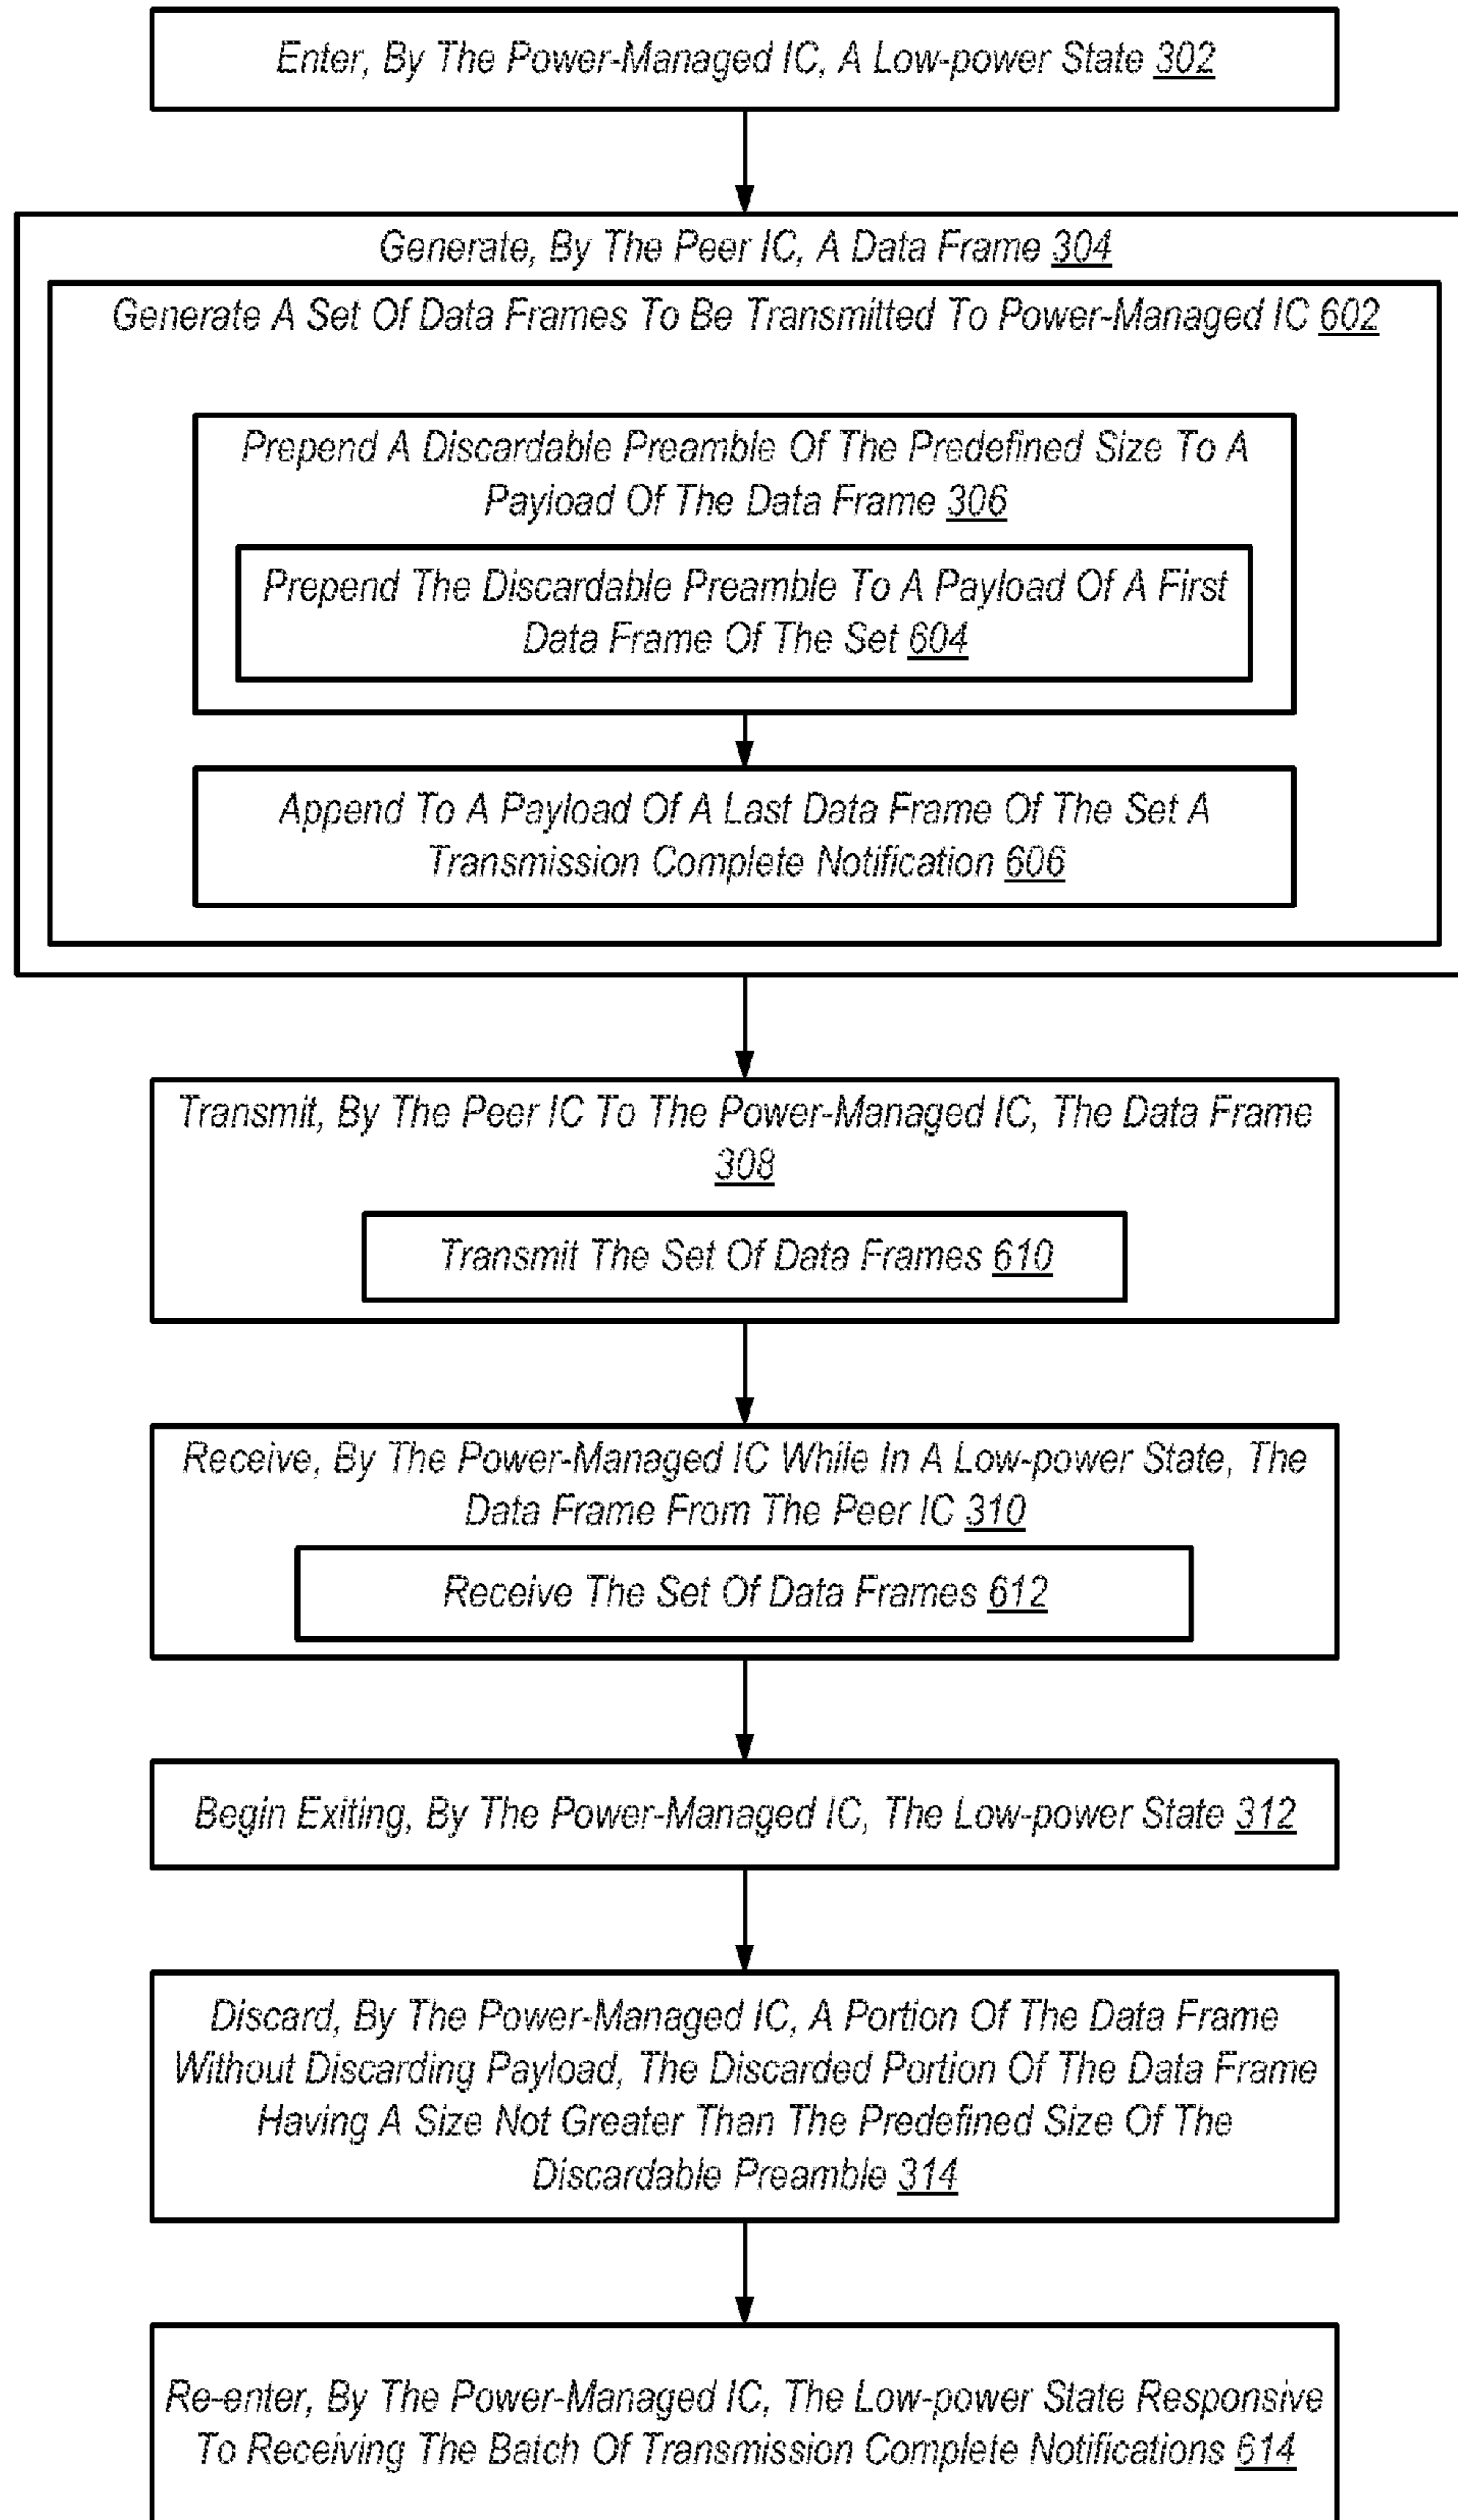 Enter, By The Power-Managed IC, A Low-power State 302
Generate, By The Peer IC, A Data Frame 304
Generate A Set Of Data Frames To Be Transmitted To Power-Managed IC 602
Prepend A Discardable Preamble Of The Predefined Size To A
Payload Of The Data Frame 306
Prepend The Discardable Preamble To A Payload Of A First
Data Frame Of The Set 604
Append To A Payload Of A Last Data Frame Of The Set A
Transmission Complete Notification 606
Transmit, By The Peer IC To The Power-Managed IC, The Data Frame
308
Transmit The Set Of Data Frames 610
Receive, By The Power-Managed IC While In A Low-power State, The
Data Frame From The Peer IC 310
Receive The Set Of Data Frames 612
Begin Exiting, By The Power-Managed IC, The Low-power State 312
Discard, By The Power-Managed IC, A Portion Of The Data Frame
Without Discarding Payload, The Discarded Portion Of The Data Frame
Having A Size Not Greater Than The Predefined Size Of The
Discardable Preamble 314
Re-enter, By The Power-Managed IC, The Low-power State Responsive
To Receiving The Batch Of Transmission Complete Notifications 614